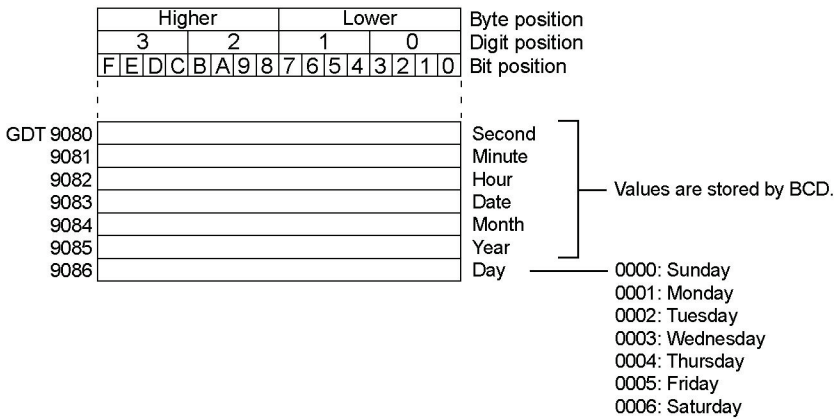 Higher Lower Byte position
3 2 1 0 Digit position
F E D C B A 9 8 7 6 5 4 3 2 1 0 Bit position
GDT 9080 Second
9081 Minute
9082 Hour
Values are stored by BCD.
9083 Date
9084 Month
9085 Year
9086 Day 0000: Sunday
0001: Monday
0002: Tuesday
0003: Wednesday
0004: Thursday
0005: Friday
0006: Saturday